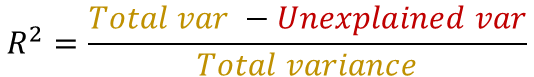 R² = Total var − Unexplained var
Total variance